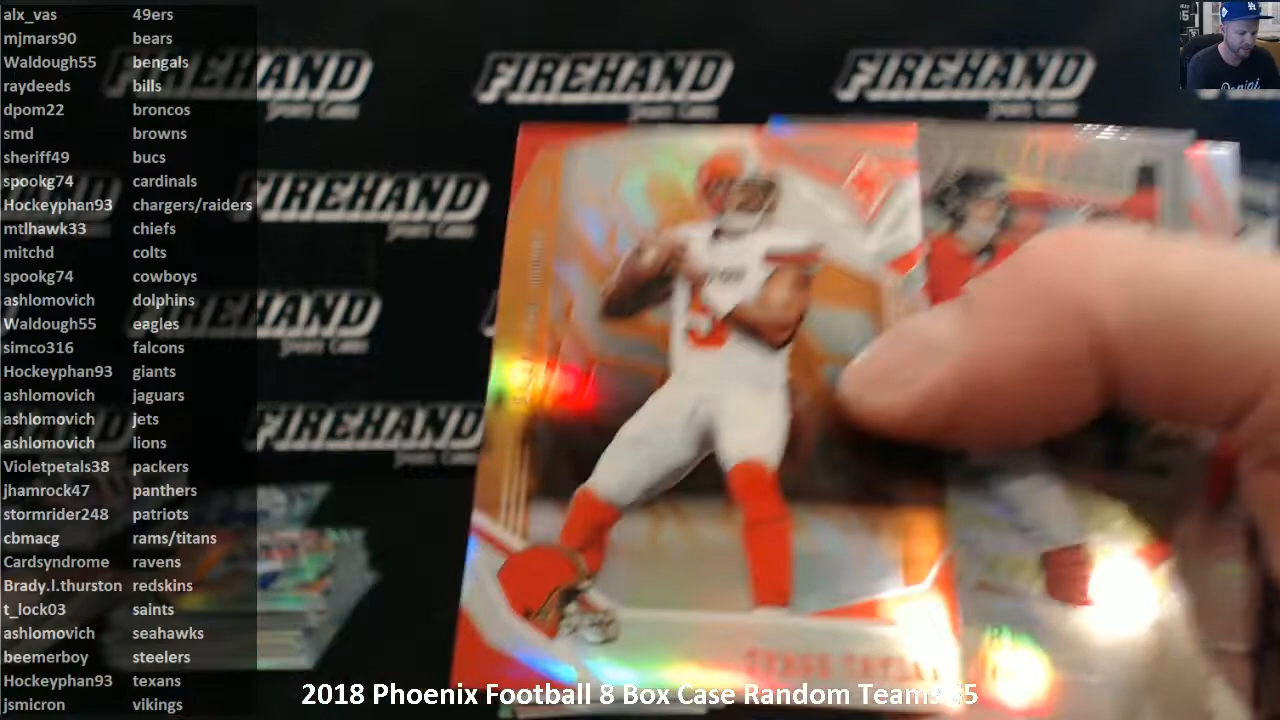 alx_vas 49ers
mjmars90 bears
Waldough55 bengals
raydeeds bills
dpom22 broncos
smd browns
sheriff49 bucs
spookg74 cardinals
Hockeyphan93 chargers/raiders
mtlhawk33 chiefs
mitchd colts
spookg74 cowboys
ashlomovich dolphins
Waldough55 eagles
simco316 falcons
Hockeyphan93 giants
ashlomovich jaguars
ashlomovich jets
ashlomovich lions
Violetpetals38 packers
jhamrock47 panthers
stormrider248 patriots
cbmacg rams/titans
Cardsyndrome ravens
Brady.l.thurston redskins
t_lock03 saints
ashlomovich seahawks
beemerboy steelers
Hockeyphan93 texans
jsmicron vikings
FIREHAND FIREHAND FIREHAND
FIREHAND
FIREHAND
FIREHAND
2018 Phoenix Football 8 Box Case Random Teams